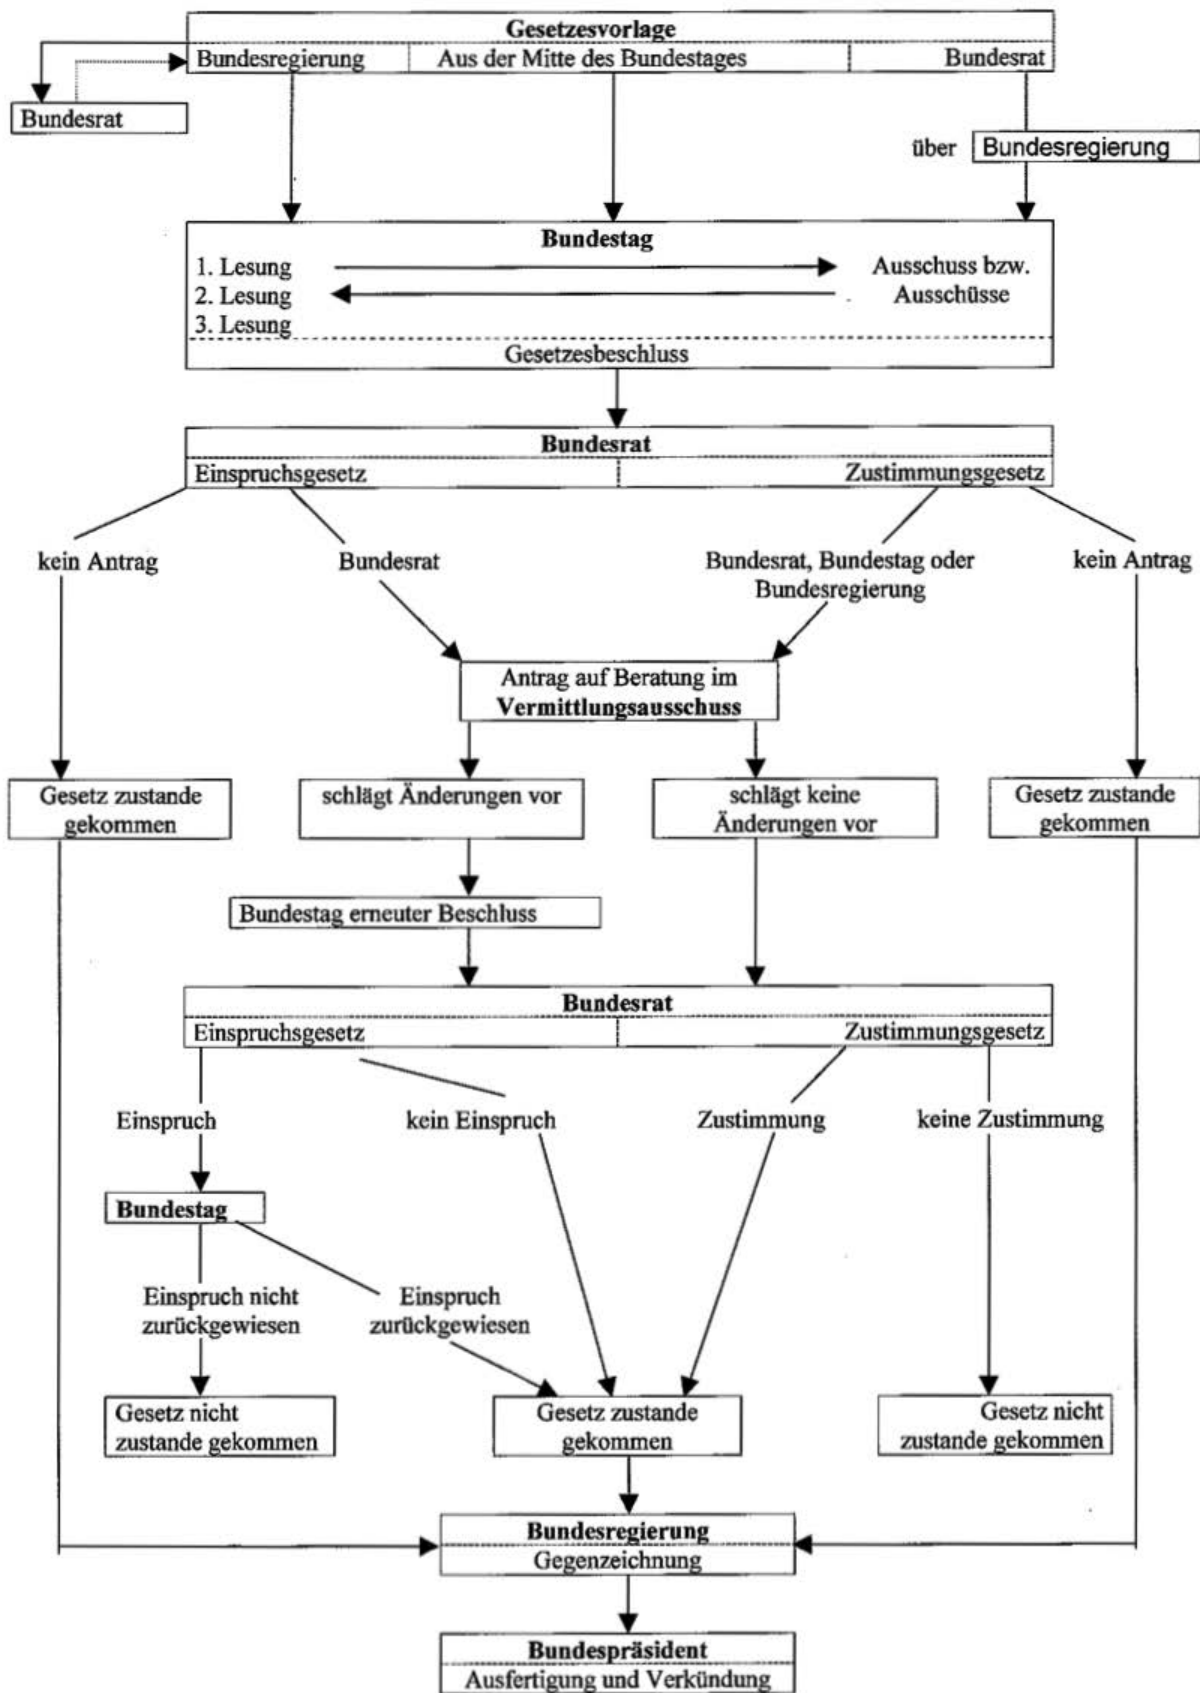 Gesetzesvorlage
Bundesregierung
Aus der Mitte des Bundestages
Bundesrat
Bundesrat
über
Bundesregierung
Bundestag
1. Lesung
Ausschuss bzw.
2. Lesung
Ausschüsse
3. Lesung
Gesetzesbeschluss
Bundesrat
Einspruchsgesetz
Zustimmungsgesetz
kein Antrag
Bundesrat
Bundesrat, Bundestag oder
Bundesregierung
kein Antrag
Antrag auf Beratung im
Vermittlungsausschuss
Gesetz zustande
gekommen
schlägt Änderungen vor
schlägt keine
Änderungen vor
Gesetz zustande
gekommen
Bundestag erneuter Beschluss
Bundesrat
Einspruchsgesetz
Zustimmungsgesetz
Einspruch
kein Einspruch
Zustimmung
keine Zustimmung
Bundestag
Einspruch nicht
zurückgewiesen
Einspruch
zurückgewiesen
Gesetz nicht
zustande gekommen
Gesetz zustande
gekommen
Gesetz nicht
zustande gekommen
Bundesregierung
Gegenzeichnung
Bundespräsident
Ausfertigung und Verkündung